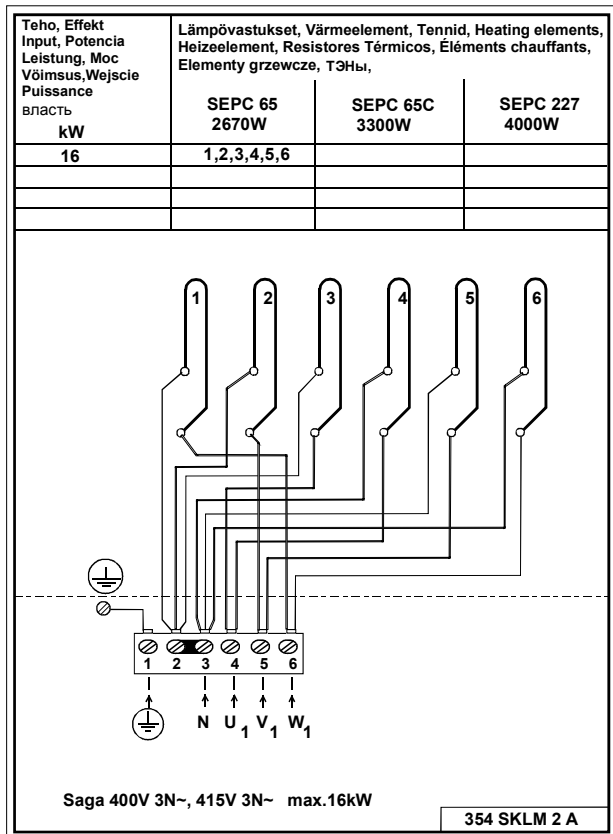 Teho, Effekt
Input, Potencia
Leistung, Moc
Vöimsus,Wejscie
Puissance
власть
kW
Lämpövastukset, Värmeelement, Tennid, Heating elements,
Heizeelement, Resistores Térmicos, Éléments chauffants,
Elementy grzewcze, ТЭНы,
SEPC 65
2670W
SEPC 65C
3300W
SEPC 227
4000W
16
1,2,3,4,5,6
1 2 3 4 5 6
1 2 3 4 5 6
N U1 V1 W1
Saga 400V 3N~, 415V 3N~ max.16kW
354 SKLM 2 A